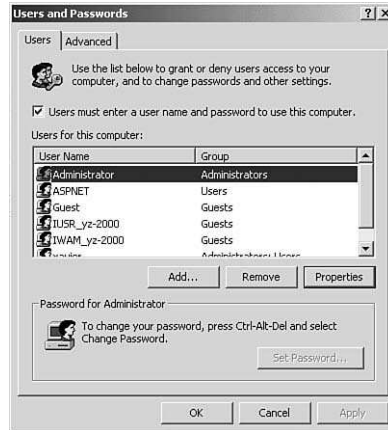 Users and Passwords
Users
Advanced
Use the list below to grant or deny users access to your
computer, and to change passwords and other settings.
Users must enter a user name and password to use this computer.
Users for this computer:
User Name Group
Administrator Administrators
ASPNET Users
Guest Guests
IUSR_yz-2000 Guests
IWAM_yz-2000 Guests
xavier Administrators; Users
Add... Remove Properties
Password for Administrator
To change your password, press Ctrl-Alt-Del and select
Change Password.
Set Password...
OK Cancel Apply